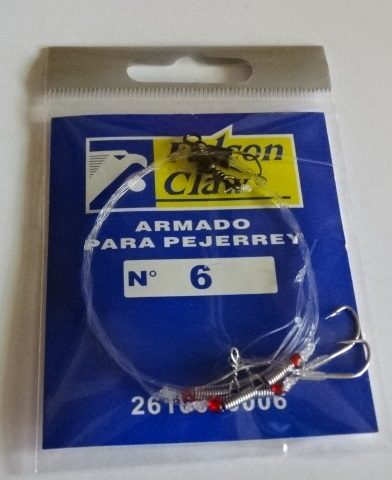 Falcon
Claw
ARMADO
PARA PEJERREY
N° 6